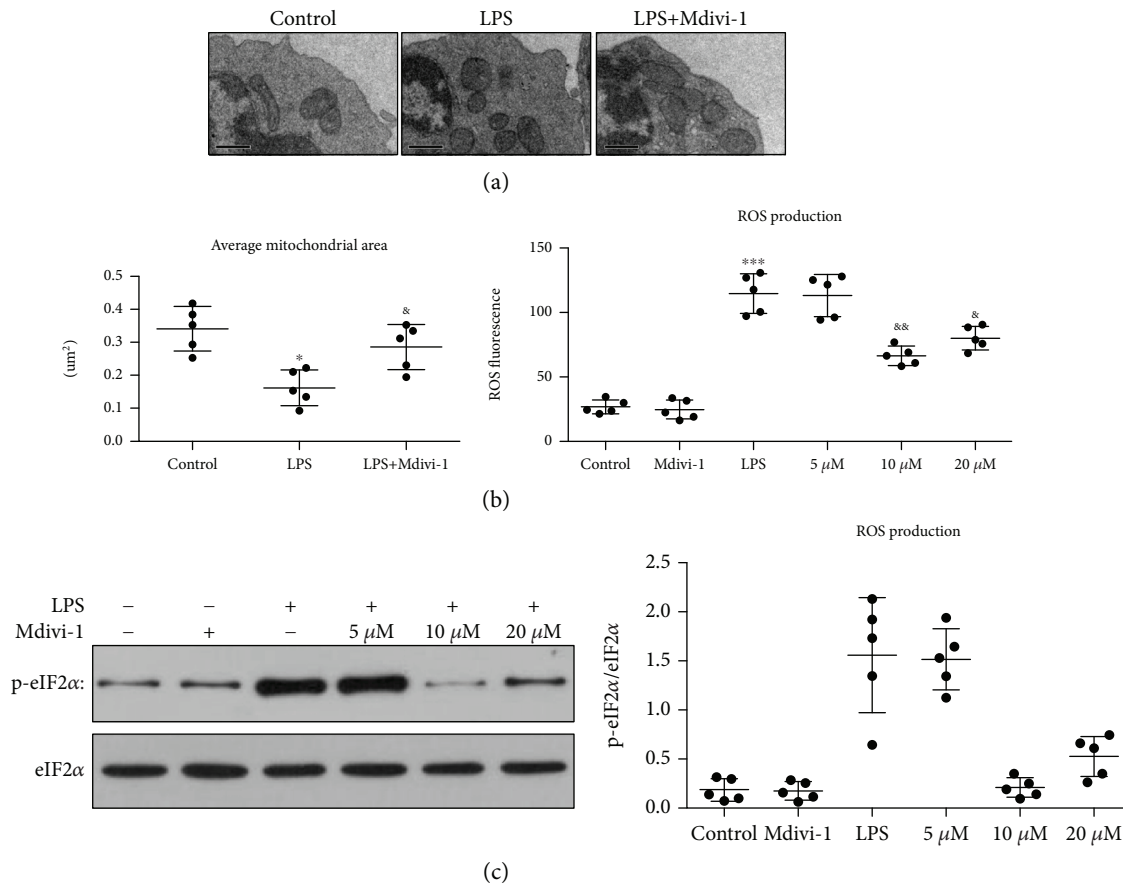 Control LPS LPS+Mdivi-1
(a)
Average mitochondrial area
(um²)
0.5
0.4
0.3
0.2
0.1
0.0
*
&
Control LPS LPS+Mdivi-1
ROS production
ROS fluorescence
150
100
50
0
***
&&
&
Control Mdivi-1 LPS 5 μM 10 μM 20 μM
(b)
LPS − − + + + +
Mdivi-1 − + − 5 μM 10 μM 20 μM
p-eIF2α:
eIF2α
ROS production
p-eIF2α/eIF2α
2.5
2.0
1.5
1.0
0.5
0.0
Control Mdivi-1 LPS 5 μM 10 μM 20 μM
(c)